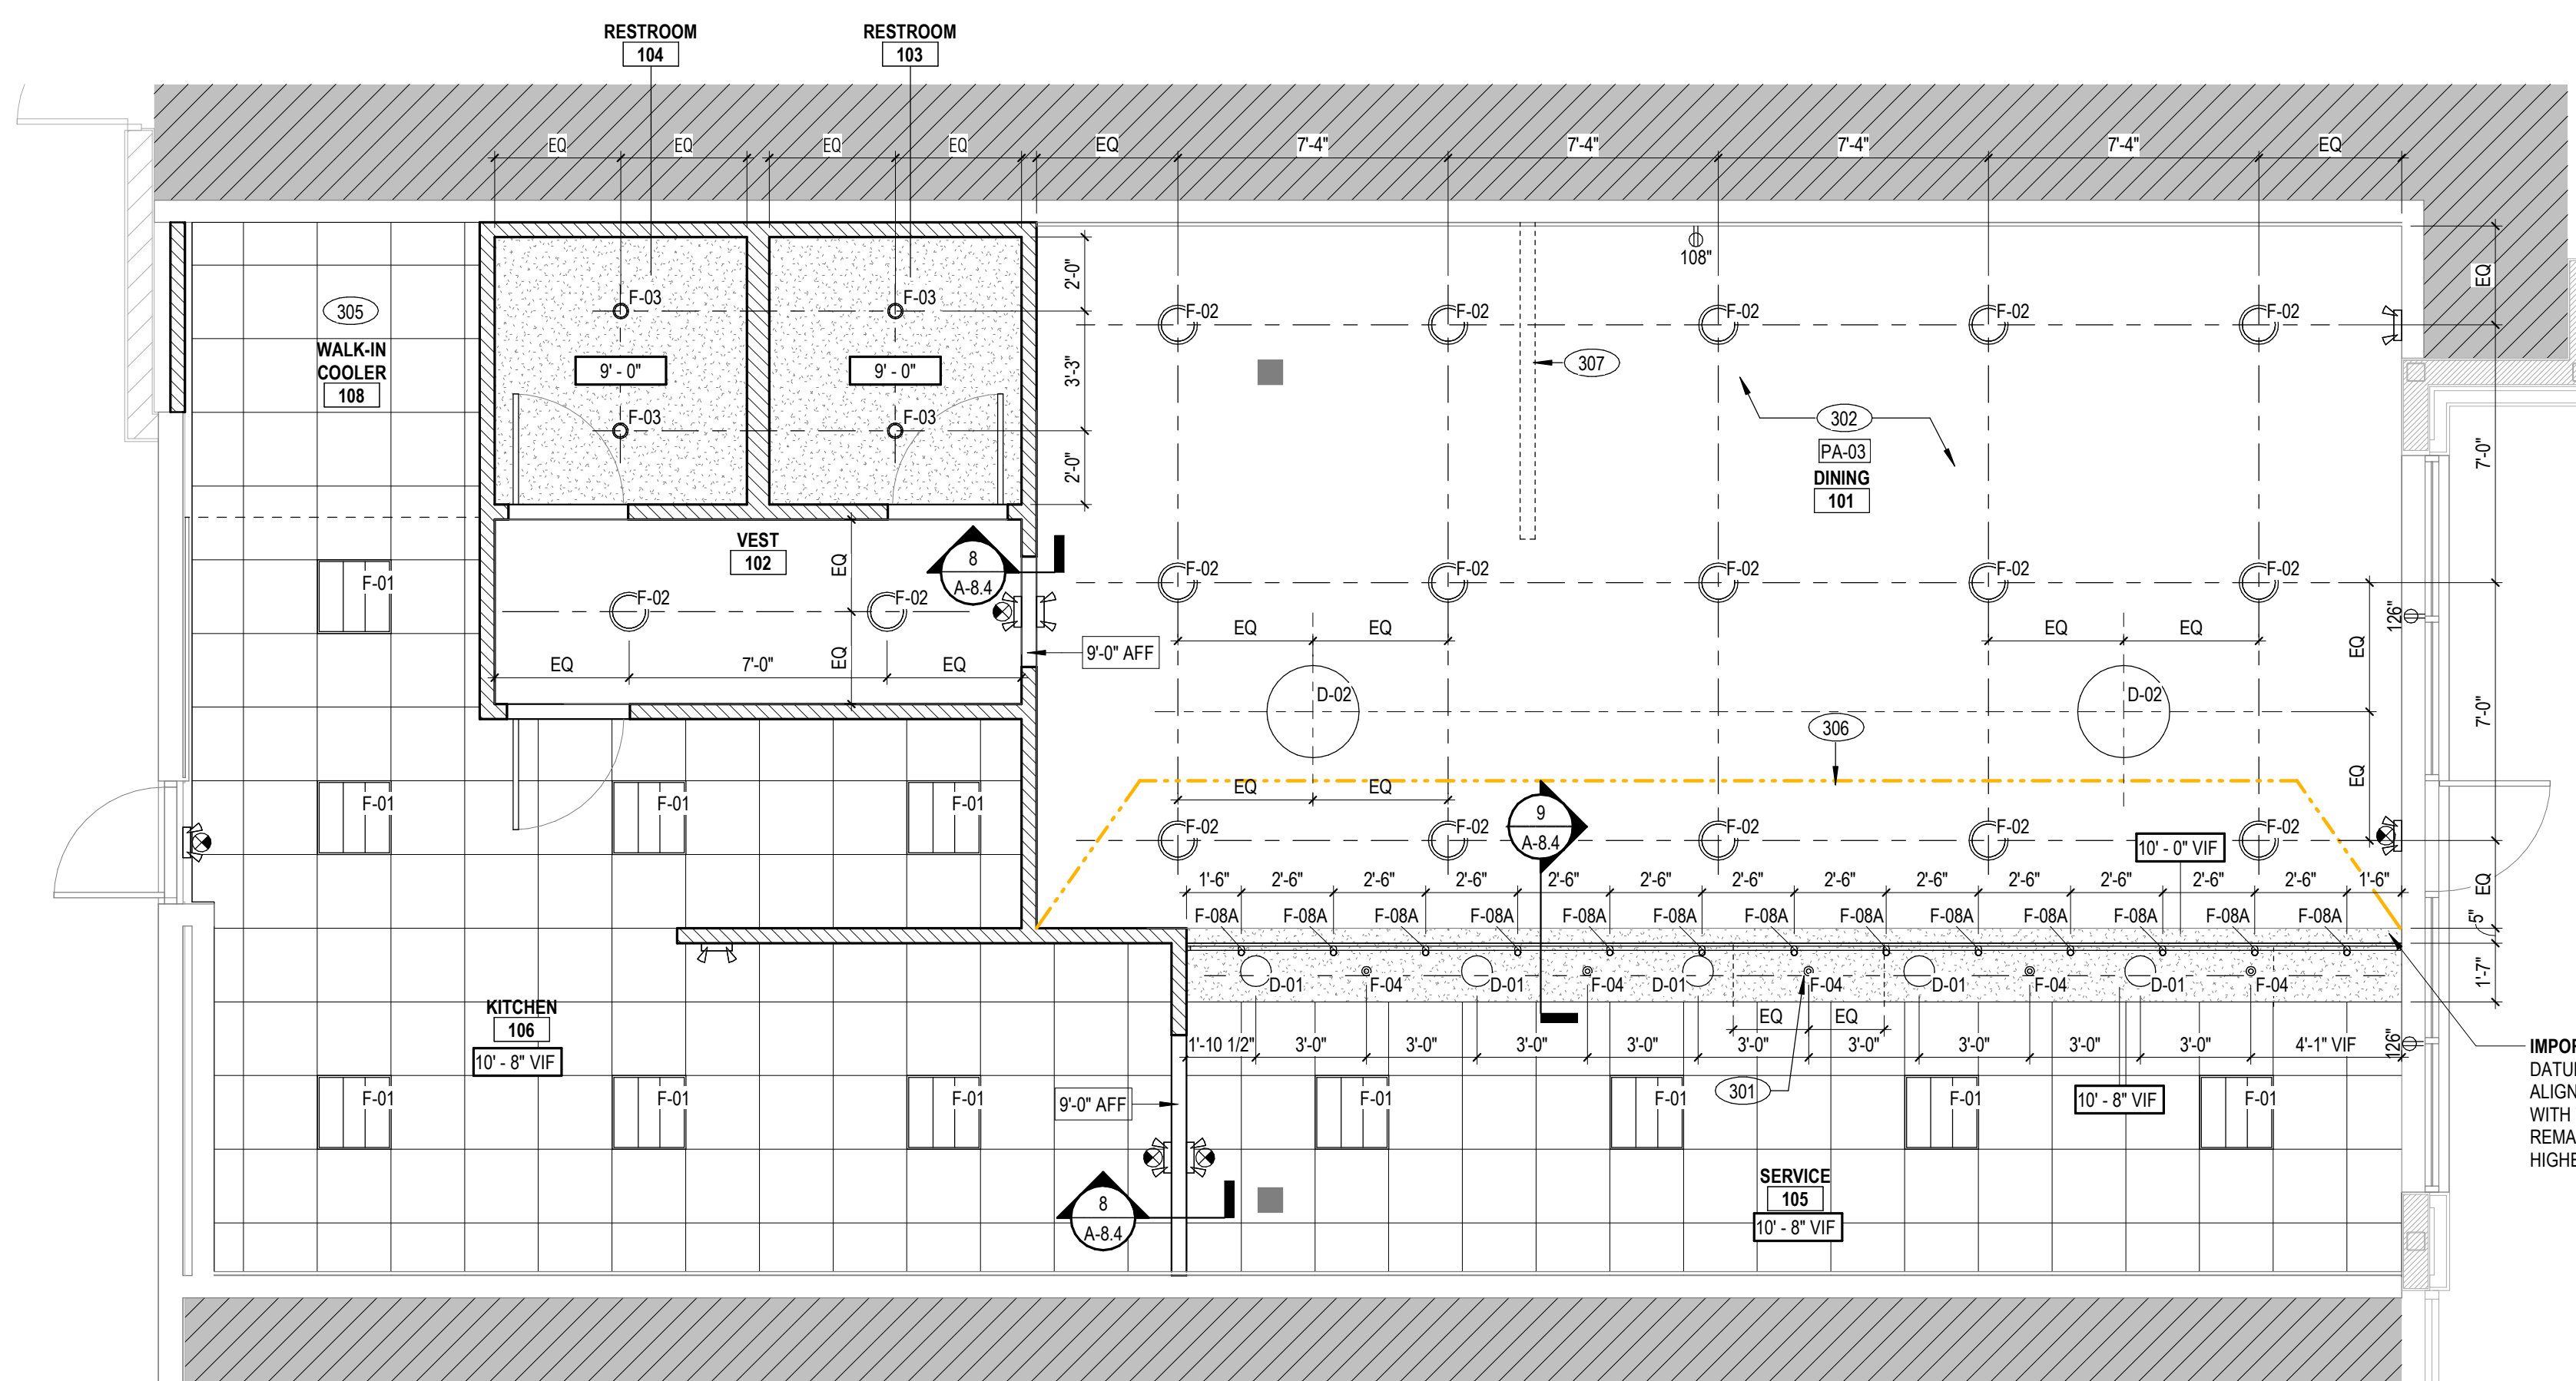 RESTROOM
104
RESTROOM
103
EQ EQ EQ EQ EQ 7'-4" 7'-4" 7'-4" 7'-4" EQ
108"
EQ
2'-0"
F-03 F-03
F-02 F-02 F-02 F-02 F-02
305
WALK-IN
COOLER
108
9' - 0" 9' - 0"
3'-3"
307
302
PA-03
DINING
101
F-03 F-03
2'-0"
7'-0"
VEST
102
EQ
8
A-8.4
F-01
F-02 F-02
F-02 F-02 F-02 F-02 F-02
126"
EQ EQ EQ EQ
EQ
EQ 7'-0" EQ
EQ
9'-0" AFF
D-02 D-02
7'-0"
306
EQ EQ
EQ
F-01 F-01 F-01
9
A-8.4
F-02 F-02 F-02 F-02 F-02
10' - 0" VIF
1'-6" 2'-6" 2'-6" 2'-6" 2'-6" 2'-6" 2'-6" 2'-6" 2'-6" 2'-6" 2'-6" 2'-6" 2'-6" 1'-6"
EQ
F-08A F-08A F-08A F-08A F-08A F-08A F-08A F-08A F-08A F-08A F-08A F-08A F-08A
5"
D-01 F-04 D-01 F-04 D-01 F-04 D-01 F-04 D-01 F-04
1'-7"
KITCHEN
106
10' - 8" VIF
EQ EQ
1'-10 1/2" 3'-0" 3'-0" 3'-0" 3'-0" 3'-0" 3'-0" 3'-0" 3'-0" 3'-0" 4'-1" VIF
126"
IMPOR
DATU
ALIGN
WITH
REMA
HIGHE
301
F-01 F-01 F-01
9'-0" AFF
F-01 F-01 F-01 F-01
10' - 8" VIF
8
A-8.4
SERVICE
105
10' - 8" VIF